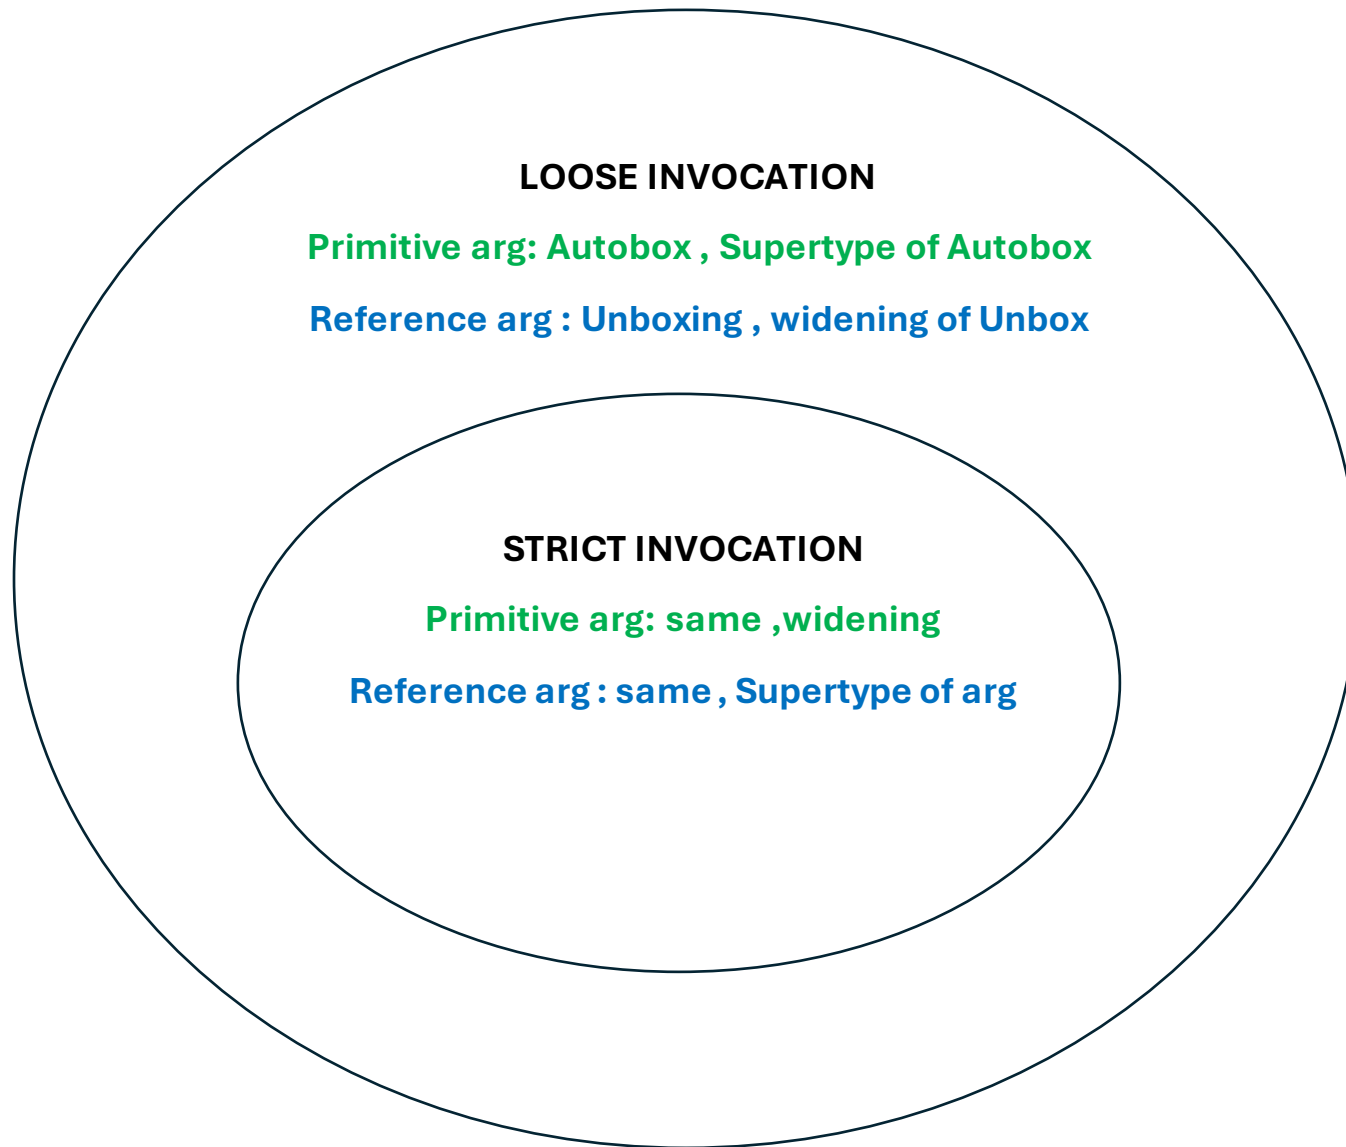 LOOSE INVOCATION
Primitive arg: Autobox , Supertype of Autobox
Reference arg : Unboxing , widening of Unbox
STRICT INVOCATION
Primitive arg: same ,widening
Reference arg : same , Supertype of arg